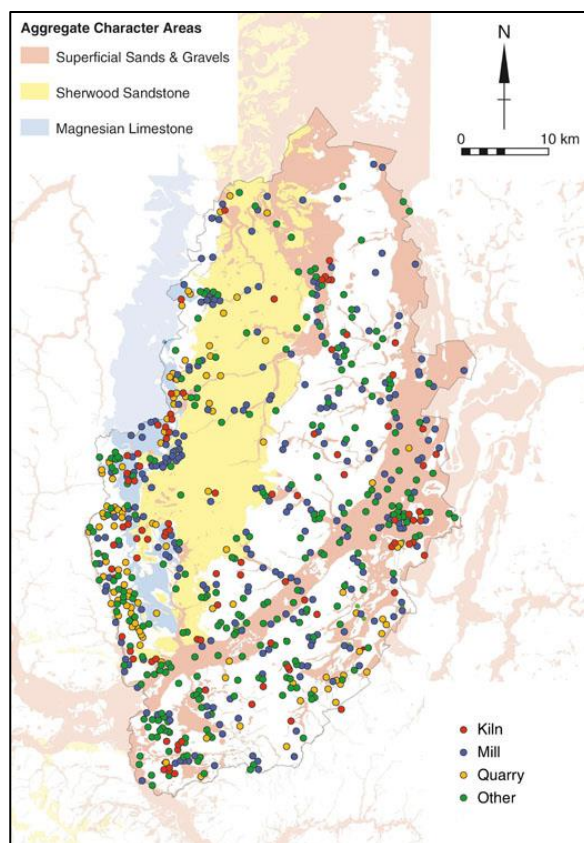 Aggregate Character Areas
Superficial Sands & Gravels
Sherwood Sandstone
Magnesian Limestone
N
0 10 km
Kiln
Mill
Quarry
Other